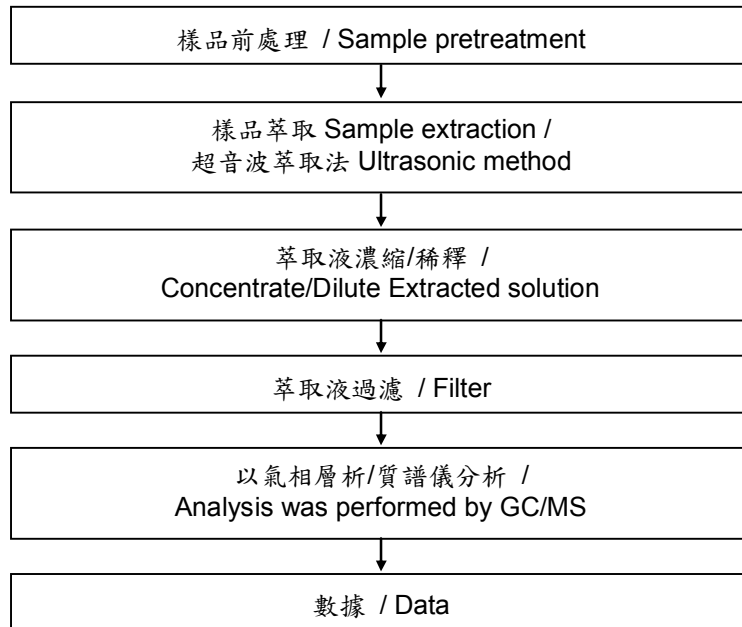 樣品前處理 / Sample pretreatment
樣品萃取 Sample extraction /
超音波萃取法 Ultrasonic method
萃取液濃縮/稀釋 /
Concentrate/Dilute Extracted solution
萃取液過濾 / Filter
以氣相層析/質譜儀分析 /
Analysis was performed by GC/MS
數據 / Data